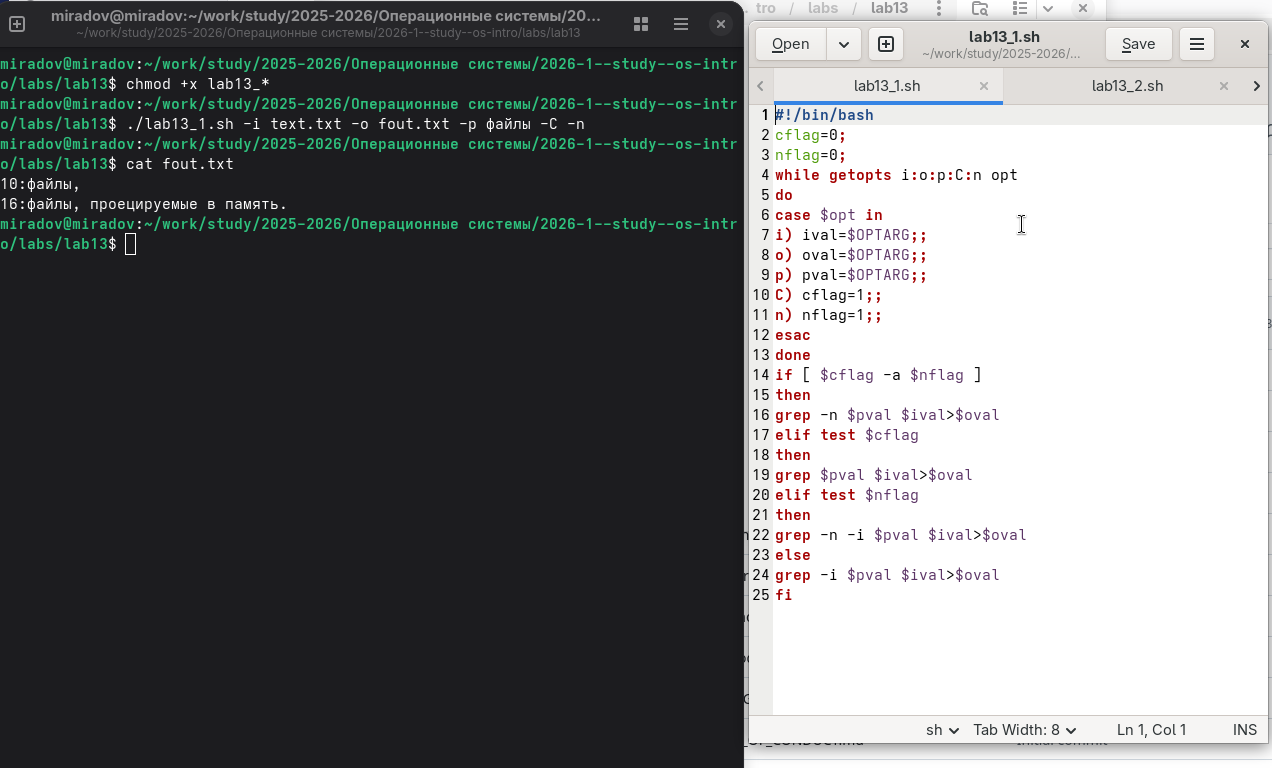 miradov@miradov:~/work/study/2025-2026/Операционные системы/20...
~/work/study/2025-2026/Операционные системы/2026-1--study--os-intro/labs/lab13
miradov@miradov:~/work/study/2025-2026/Операционные системы/2026-1--study--os-intr
o/labs/lab13$ chmod +x lab13_*
miradov@miradov:~/work/study/2025-2026/Операционные системы/2026-1--study--os-intr
o/labs/lab13$ ./lab13_1.sh -i text.txt -o fout.txt -p файлы -C -n
miradov@miradov:~/work/study/2025-2026/Операционные системы/2026-1--study--os-intr
o/labs/lab13$ cat fout.txt
10:файлы,
16:файлы, проецируемые в память.
miradov@miradov:~/work/study/2025-2026/Операционные системы/2026-1--study--os-intr
o/labs/lab13$
tro / labs / lab13
Open
lab13_1.sh
~/work/study/2025-2026/...
Save
lab13_1.sh
lab13_2.sh
1 #!/bin/bash
2 cflag=0;
3 nflag=0;
4 while getopts i:o:p:C:n opt
5 do
6 case $opt in
7 i) ival=$OPTARG;;
8 o) oval=$OPTARG;;
9 p) pval=$OPTARG;;
10 C) cflag=1;;
11 n) nflag=1;;
12 esac
13 done
14 if [ $cflag -a $nflag ]
15 then
16 grep -n $pval $ival>$oval
17 elif test $cflag
18 then
19 grep $pval $ival>$oval
20 elif test $nflag
21 then
22 grep -n -i $pval $ival>$oval
23 else
24 grep -i $pval $ival>$oval
25 fi
sh
Tab Width: 8
Ln 1, Col 1
INS